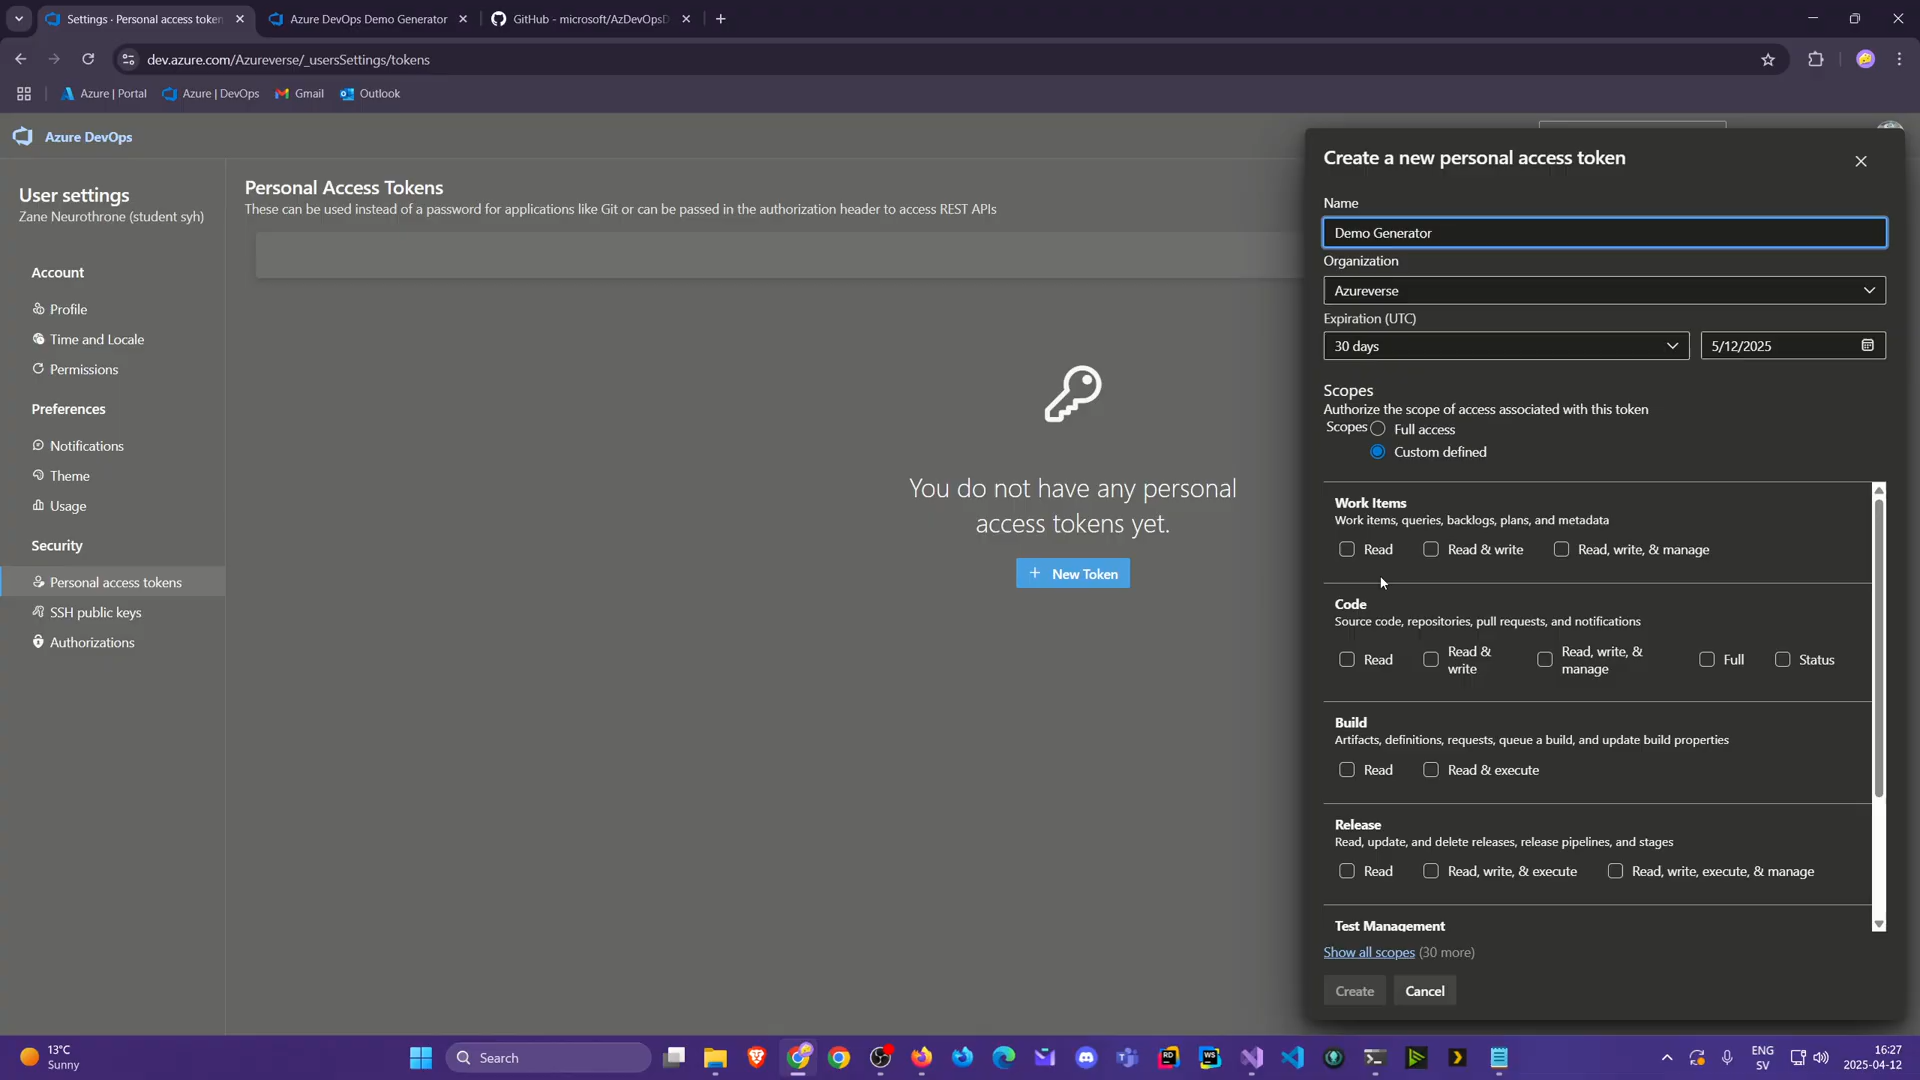 Settings · Personal access token
Azure DevOps Demo Generator
GitHub - microsoft/AzDevOpsD
dev.azure.com/Azureverse/_usersSettings/tokens
Azure | Portal
Azure | DevOps
Gmail
Outlook
Azure DevOps
User settings
Zane Neurothrone (student syh)
Account
Profile
Time and Locale
Permissions
Preferences
Notifications
Theme
Usage
Security
Personal access tokens
SSH public keys
Authorizations
Personal Access Tokens
These can be used instead of a password for applications like Git or can be passed in the authorization header to access REST APIs
You do not have any personal
access tokens yet.
+ New Token
Create a new personal access token
Name
Demo Generator
Organization
Azureverse
Expiration (UTC)
30 days
5/12/2025
Scopes
Authorize the scope of access associated with this token
Scopes
Full access
Custom defined
Work Items
Work items, queries, backlogs, plans, and metadata
Read
Read & write
Read, write, & manage
Code
Source code, repositories, pull requests, and notifications
Read
Read &
write
Read, write, &
manage
Full
Status
Build
Artifacts, definitions, requests, queue a build, and update build properties
Read
Read & execute
Release
Read, update, and delete releases, release pipelines, and stages
Read
Read, write, & execute
Read, write, execute, & manage
Test Management
Show all scopes (30 more)
Create
Cancel
13°C
Sunny
Search
RD
WS
ENG
SV
16:27
2025-04-12